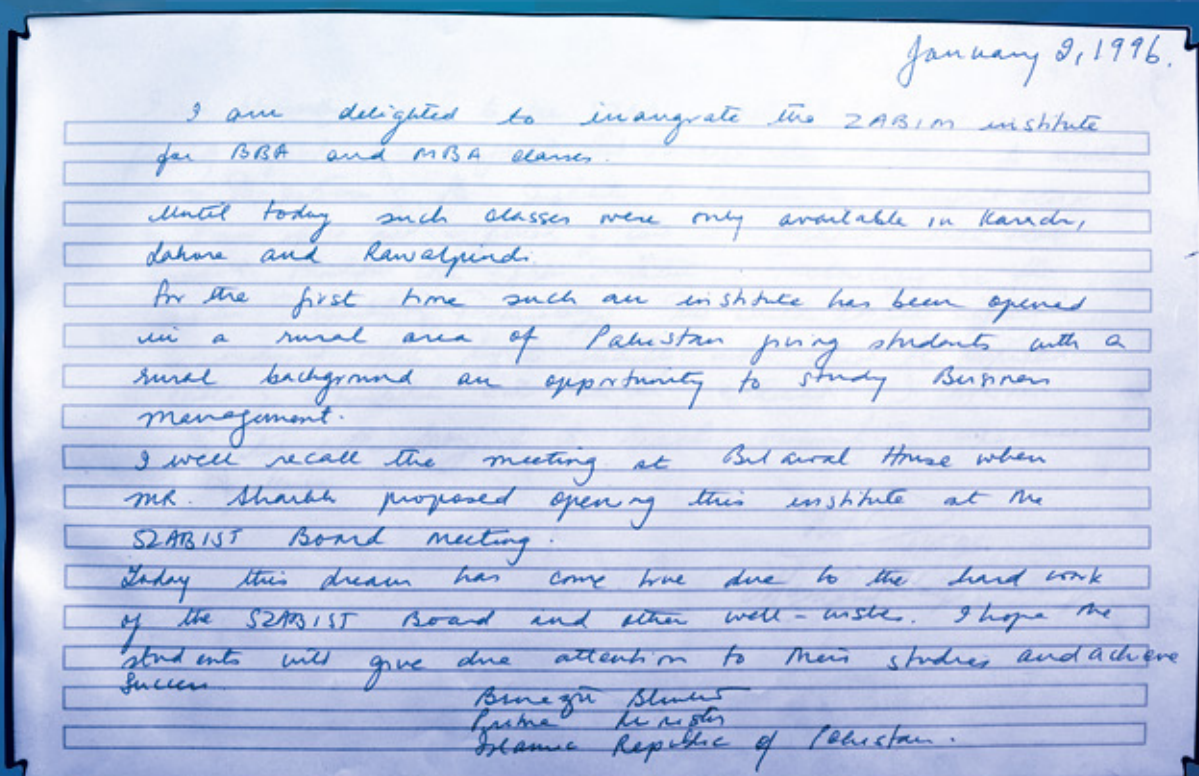 January 2, 1996.
I am delighted to inaugrate the ZABIM institute
for BBA and MBA classes.
Until today such classes were only available in Karachi,
Lahore and Rawalpindi.
For the first time such an institute has been opened
in a rural area of Pakistan giving students with a
rural background an opportunity to study Business
Management.
I well recall the meeting at Bilawal House when
MR. Shaikh proposed opening this institute at the
SZABIST Board meeting.
Today this dream has come true due to the hard work
of the SZABIST Board and other well-wishers. I hope the
students will give due attention to their studies and achieve
Success.
Benazir Bhutto
Prime Minister
Islamic Republic of Pakistan.